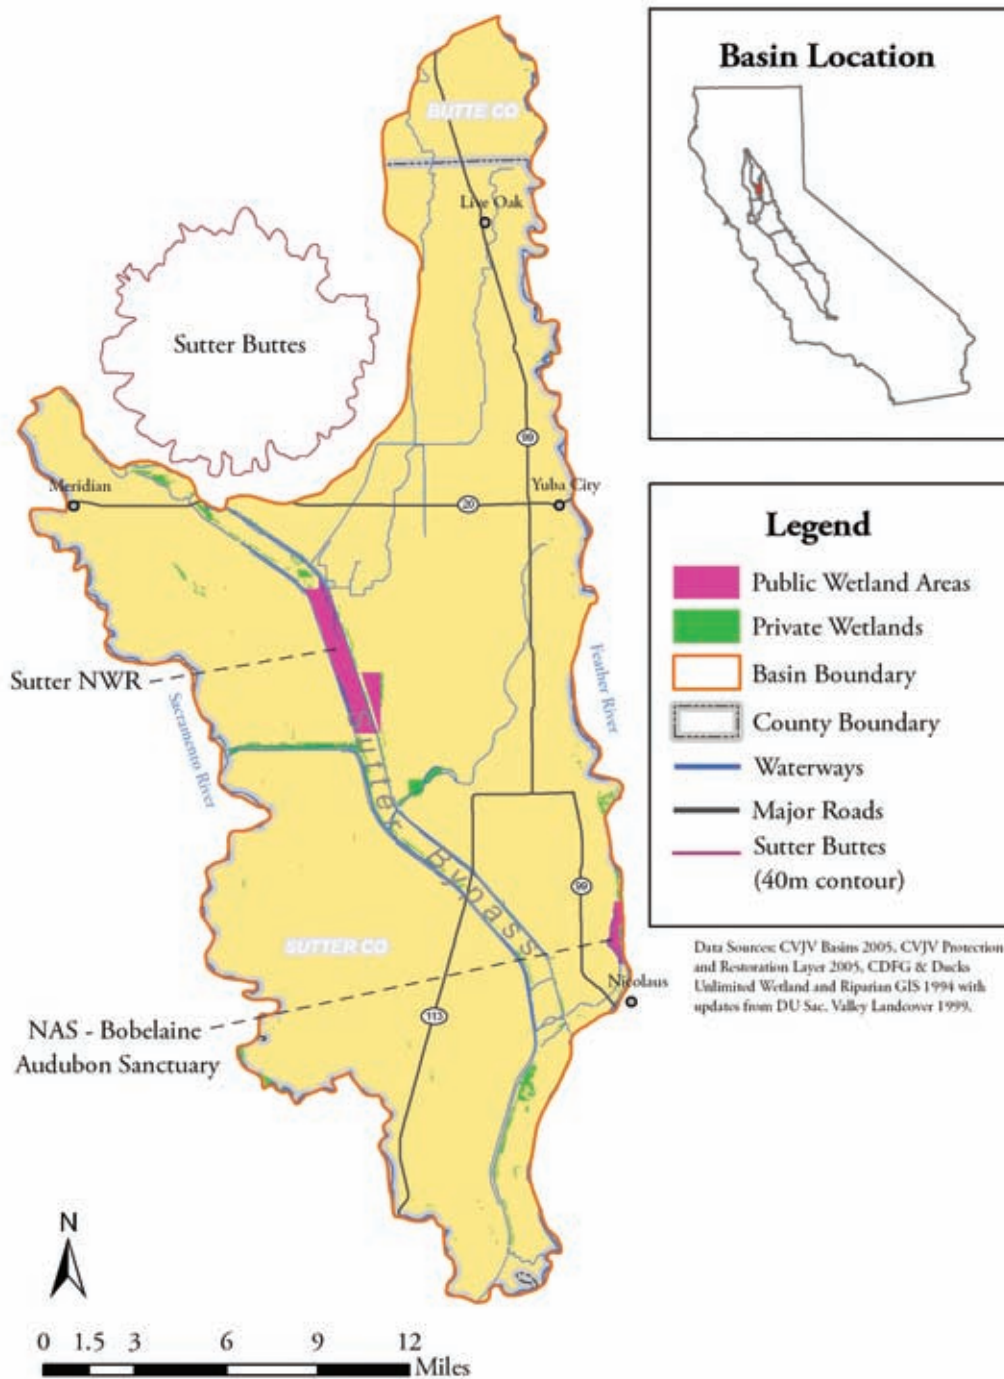 Basin Location
BUTTE CO
Live Oak
Sutter Buttes
99
Meridian
20
Yuba City
Legend
Public Wetland Areas
Private Wetlands
Basin Boundary
County Boundary
Waterways
Major Roads
Sutter Buttes
(40m contour)
Sutter NWR
Sacramento River
Feather River
Sutter Bypass
99
SUTTER CO
Nicolaus
113
NAS - Bobelaine
Audubon Sanctuary
Data Sources: CVJV Basins 2005, CVJV Protection
and Restoration Layer 2005, CDFG & Ducks
Unlimited Wetland and Riparian GIS 1994 with
updates from DU Sac. Valley Landcover 1999.
N
0 1.5 3 6 9 12
Miles